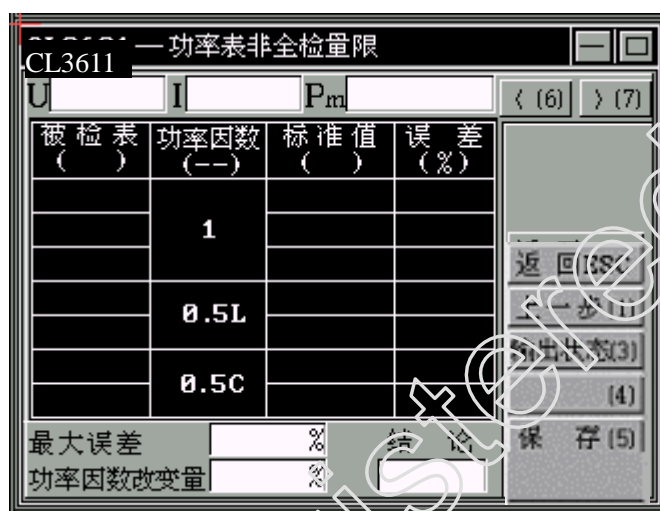 CL3611 — 功率表非全检量限
U I Pm 〈 (6) 〉 (7)
被 检 表 功率因数 标 准 值 误 差
( ) (--) ( ) (%)
1
返 回ESC
上一步(1)
0.5L
输出状态(3)
0.5C
(4)
最大误差 % 结 论 保 存(5)
功率因数改变量 %